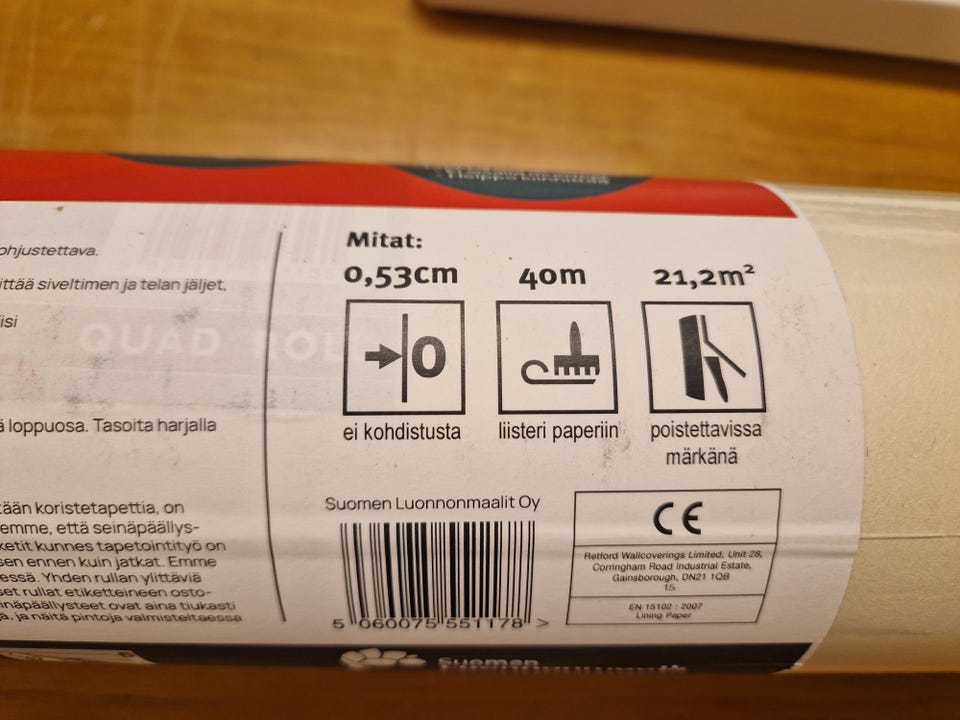 Mitat:
0,53cm 40m 21,2m²
0
ei kohdistusta
liisteri paperiin
poistettavissa
märkänä
ohjustettava.
ittää siveltimen ja telan jäljet,
isi
QUAD ROLL
ä loppuosa. Tasoita harjalla
tään koristetapettia, on
emme, että seinäpäällys-
ketit kunnes tapetointityö on
sen ennen kuin jatkat. Emme
essä. Yhden rullan ylittäviä
set rullat etiketteineen osto-
inäpäällysteet ovat aina tiukasti
ä, ja näitä pintoja valmisteltaessa
Suomen Luonnonmaalit Oy
5 060075 551178 >
CE
Retford Wallcoverings Limited, Unit 28,
Corringham Road Industrial Estate,
Gainsborough, DN21 1QB
15
EN 15102 : 2007
Lining Paper
Suomen